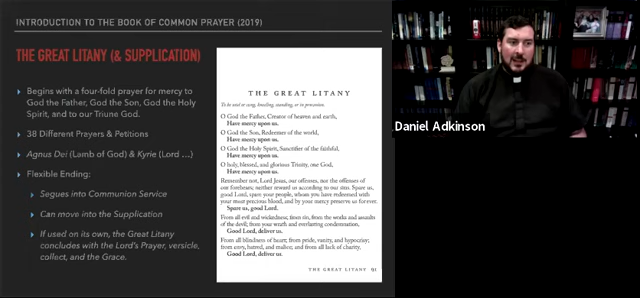 INTRODUCTION TO THE BOOK OF COMMON PRAYER (2019)
THE GREAT LITANY (& SUPPLICATION)
Begins with a four-fold prayer for mercy to
God the Father, God the Son, God the Holy
Spirit, and to our Triune God.
38 Different Prayers & Petitions
Agnus Dei (Lamb of God) & Kyrie (Lord ...)
Flexible Ending:
Segues into Communion Service
Can move into the Supplication
If used on its own, the Great Litany
concludes with the Lord's Prayer, versicle,
collect, and the Grace.
THE GREAT LITANY
To be said or sung, kneeling, standing, or in procession.
O God the Father, Creator of heaven and earth,
Have mercy upon us.
O God the Son, Redeemer of the world,
Have mercy upon us.
O God the Holy Spirit, Sanctifier of the faithful,
Have mercy upon us.
O holy, blessed, and glorious Trinity, one God,
Have mercy upon us.
Remember not, Lord Jesus, our offenses, nor the offenses of
our forebears; neither reward us according to our sins. Spare us,
good Lord, spare your people, whom you have redeemed with
your most precious blood, and by your mercy preserve us forever.
Spare us, good Lord.
From all evil and wickedness; from sin; from the works and assaults
of the devil; from your wrath and everlasting condemnation,
Good Lord, deliver us.
From all blindness of heart; from pride, vanity, and hypocrisy;
from envy, hatred, and malice; and from all lack of charity,
Good Lord, deliver us.
THE GREAT LITANY 91
Daniel Adkinson